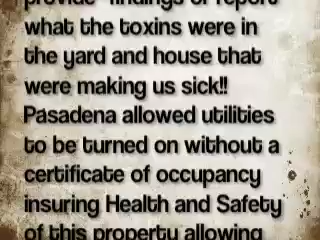 provide findings or report
what the toxins were in
the yard and house that
were making us sick!!
Pasadena allowed utilities
to be turned on without a
certificate of occupancy
insuring Health and Safety
of this property allowing